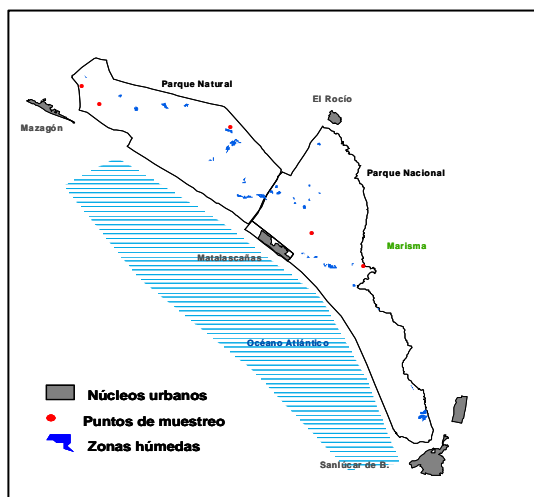 Parque Natural
El Rocío
Mazagón
Parque Nacional
Marisma
Matalascañas
Océano Atlántico
Núcleos urbanos
Puntos de muestreo
Zonas húmedas
Sanlúcar de B.